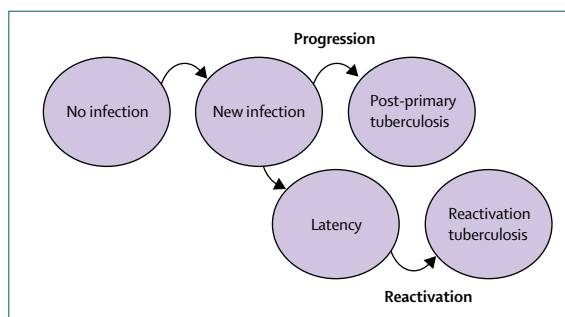 Progression
No infection
New infection
Post-primary
tuberculosis
Latency
Reactivation
tuberculosis
Reactivation